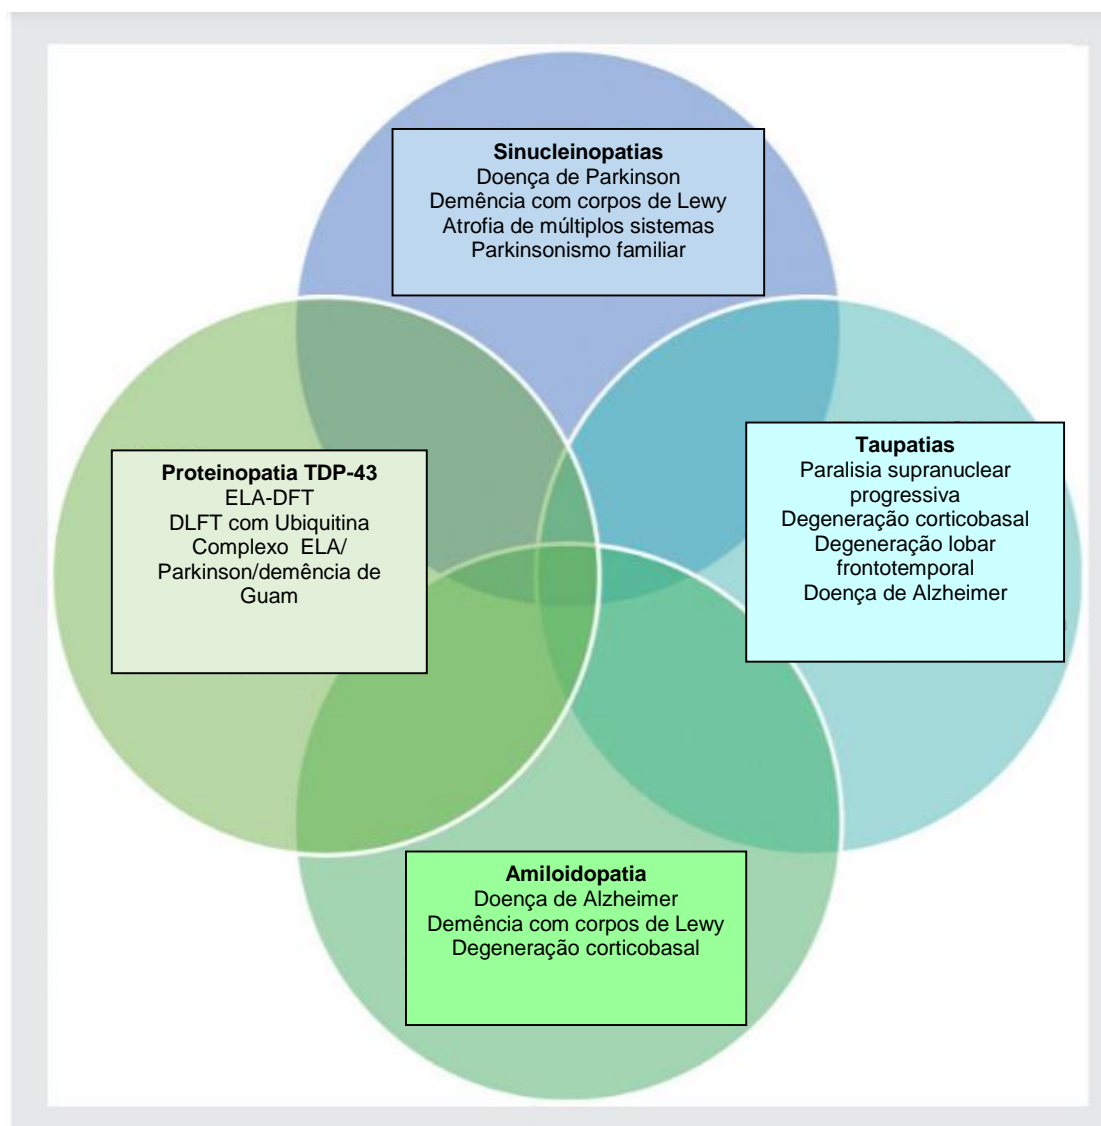 Sinucleinopatias
Doença de Parkinson
Demência com corpos de Lewy
Atrofia de múltiplos sistemas
Parkinsonismo familiar
Proteinopatia TDP-43
ELA-DFT
DLFT com Ubiquitina
Complexo ELA/
Parkinson/demência de
Guam
Taupatias
Paralisia supranuclear
progressiva
Degeneração corticobasal
Degeneração lobar
frontotemporal
Doença de Alzheimer
Amiloidopatia
Doença de Alzheimer
Demência com corpos de Lewy
Degeneração corticobasal